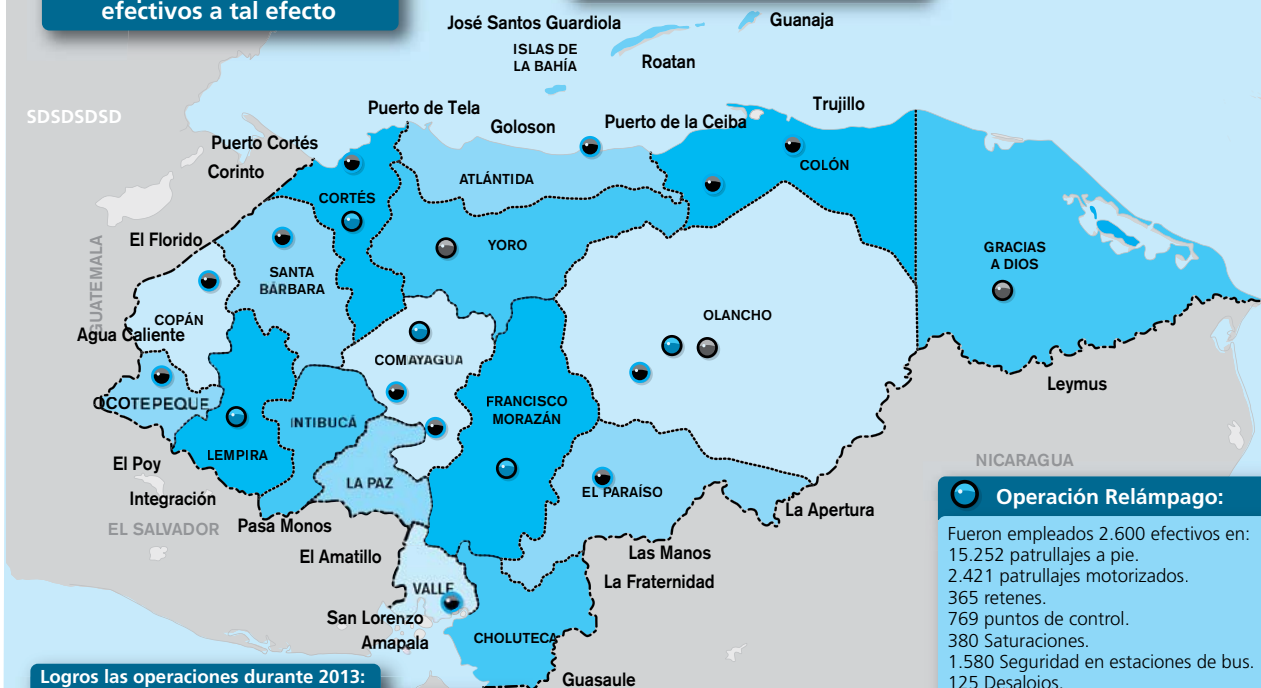 efectivos a tal efecto
José Santos Guardiola
Guanaja
ISLAS DE
LA BAHÍA
Roatan
SDSDSDSD
Puerto de Tela
Trujillo
Goloson
Puerto de la Ceiba
Puerto Cortés
Corinto
COLÓN
ATLÁNTIDA
CORTÉS
El Florido
YORO
GRACIAS
A DIOS
GUATEMALA
SANTA
BÁRBARA
COPÁN
OLANCHO
Agua Caliente
COMAYAGUA
Leymus
OCOTEPEQUE
FRANCISCO
MORAZÁN
INTIBUCÁ
LEMPIRA
El Poy
NICARAGUA
LA PAZ
EL PARAÍSO
Integración
La Apertura
EL SALVADOR
Pasa Monos
El Amatillo
Las Manos
La Fraternidad
VALLE
San Lorenzo
Amapala
CHOLUTECA
Guasaule
Operación Relámpago:
Fueron empleados 2.600 efectivos en:
15.252 patrullajes a pie.
2.421 patrullajes motorizados.
365 retenes.
769 puntos de control.
380 Saturaciones.
1.580 Seguridad en estaciones de bus.
125 Desalojos.
Logros las operaciones durante 2013: